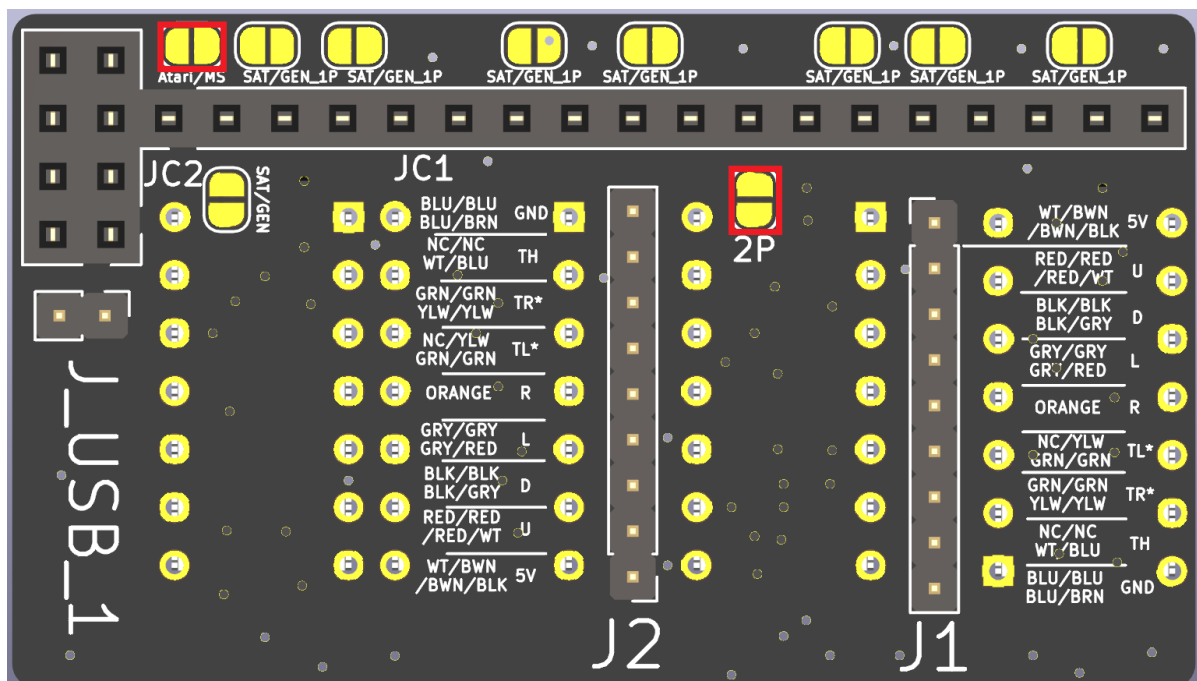 Atari/MS SAT/GEN_1P SAT/GEN_1P SAT/GEN_1P SAT/GEN_1P SAT/GEN_1P SAT/GEN_1P SAT/GEN_1P
JC2
SAT/GEN
JC1
BLU/BLU
BLU/BRN GND
NC/NC
WT/BLU TH
GRN/GRN
YLW/YLW TR*
NC/YLW
GRN/GRN TL*
ORANGE R
GRY/GRY
GRY/RED L
BLK/BLK
BLK/GRY D
RED/RED
/RED/WT U
WT/BWN
/BWN/BLK 5V
2P
WT/BWN
/BWN/BLK 5V
RED/RED
/RED/WT U
BLK/BLK
BLK/GRY D
GRY/GRY
GRY/RED L
ORANGE R
NC/YLW
GRN/GRN TL*
GRN/GRN
YLW/YLW TR*
NC/NC
WT/BLU TH
BLU/BLU
BLU/BRN GND
J_USB_1
J2
J1